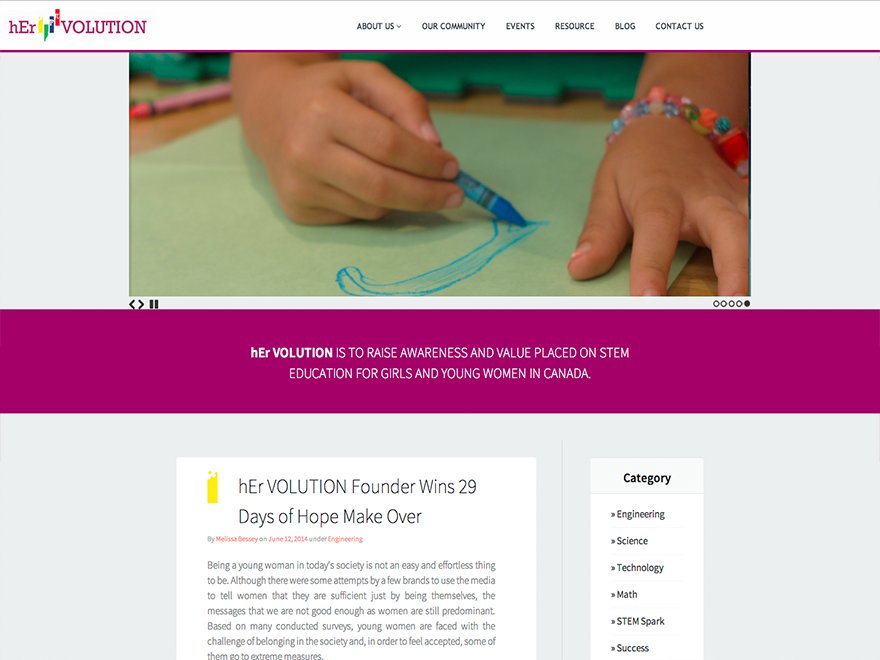 hEr VOLUTION
ABOUT US OUR COMMUNITY EVENTS RESOURCE BLOG CONTACT US
hEr VOLUTION IS TO RAISE AWARENESS AND VALUE PLACED ON STEM
EDUCATION FOR GIRLS AND YOUNG WOMEN IN CANADA.
hEr VOLUTION Founder Wins 29
Days of Hope Make Over
By Melissa Bessey on June 12, 2014 under Engineering
Being a young woman in today's society is not an easy and effortless thing
to be. Although there were some attempts by a few brands to use the media
to tell women that they are sufficient just by being themselves, the
messages that we are not good enough as women are still predominant.
Based on many conducted surveys, young women are faced with the
challenge of belonging in the society and, in order to feel accepted, some of
them go to extreme measures.
Category
» Engineering
» Science
» Technology
» Math
» STEM Spark
» Success